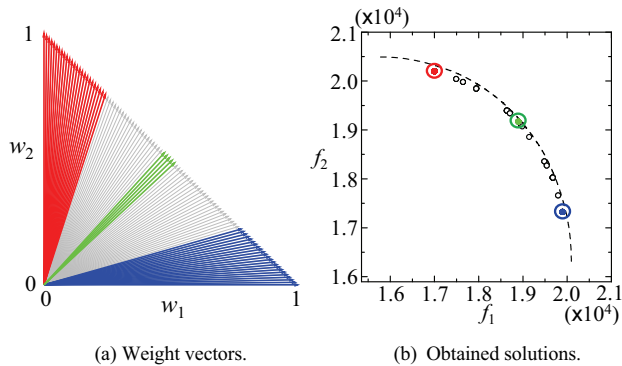 1
w2
0
0
w1
1
(a) Weight vectors.
(x10⁴)
2.1
2.0
1.9
f2
1.8
1.7
1.6
1.6 1.7 1.8 1.9 2.0 2.1
f1
(x10⁴)
(b) Obtained solutions.